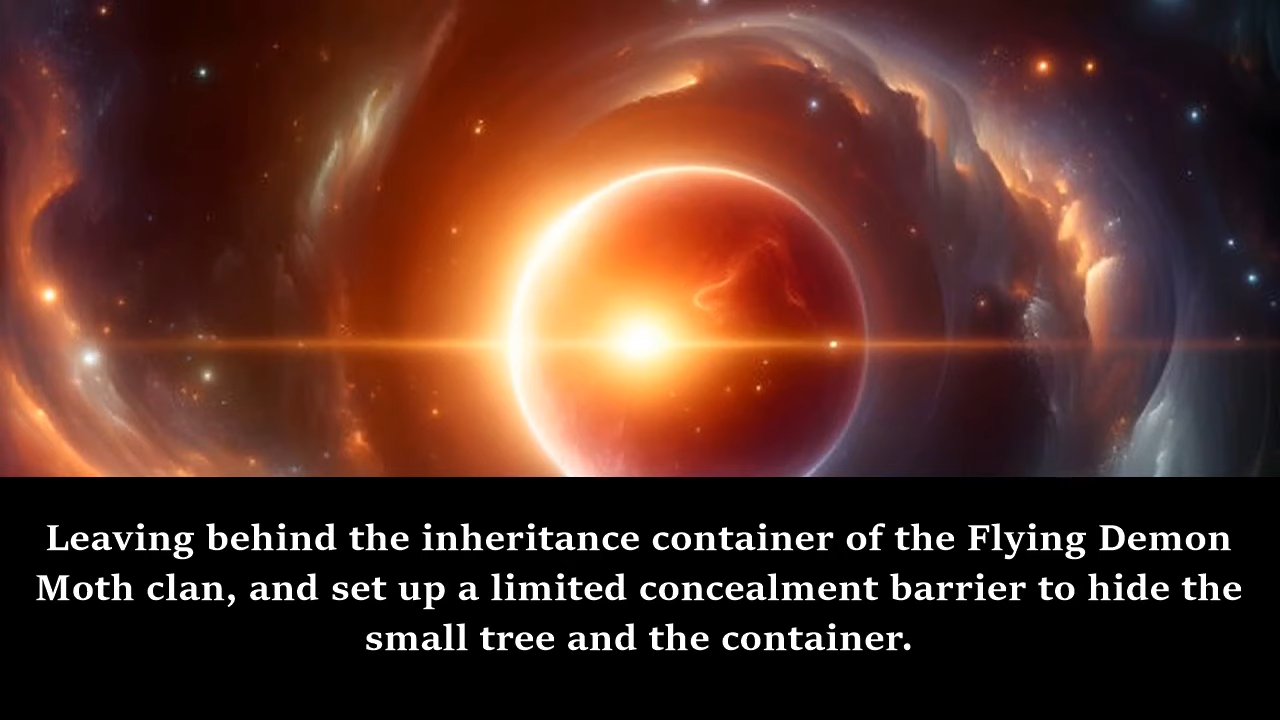 Leaving behind the inheritance container of the Flying Demon
Moth clan, and set up a limited concealment barrier to hide the
small tree and the container.